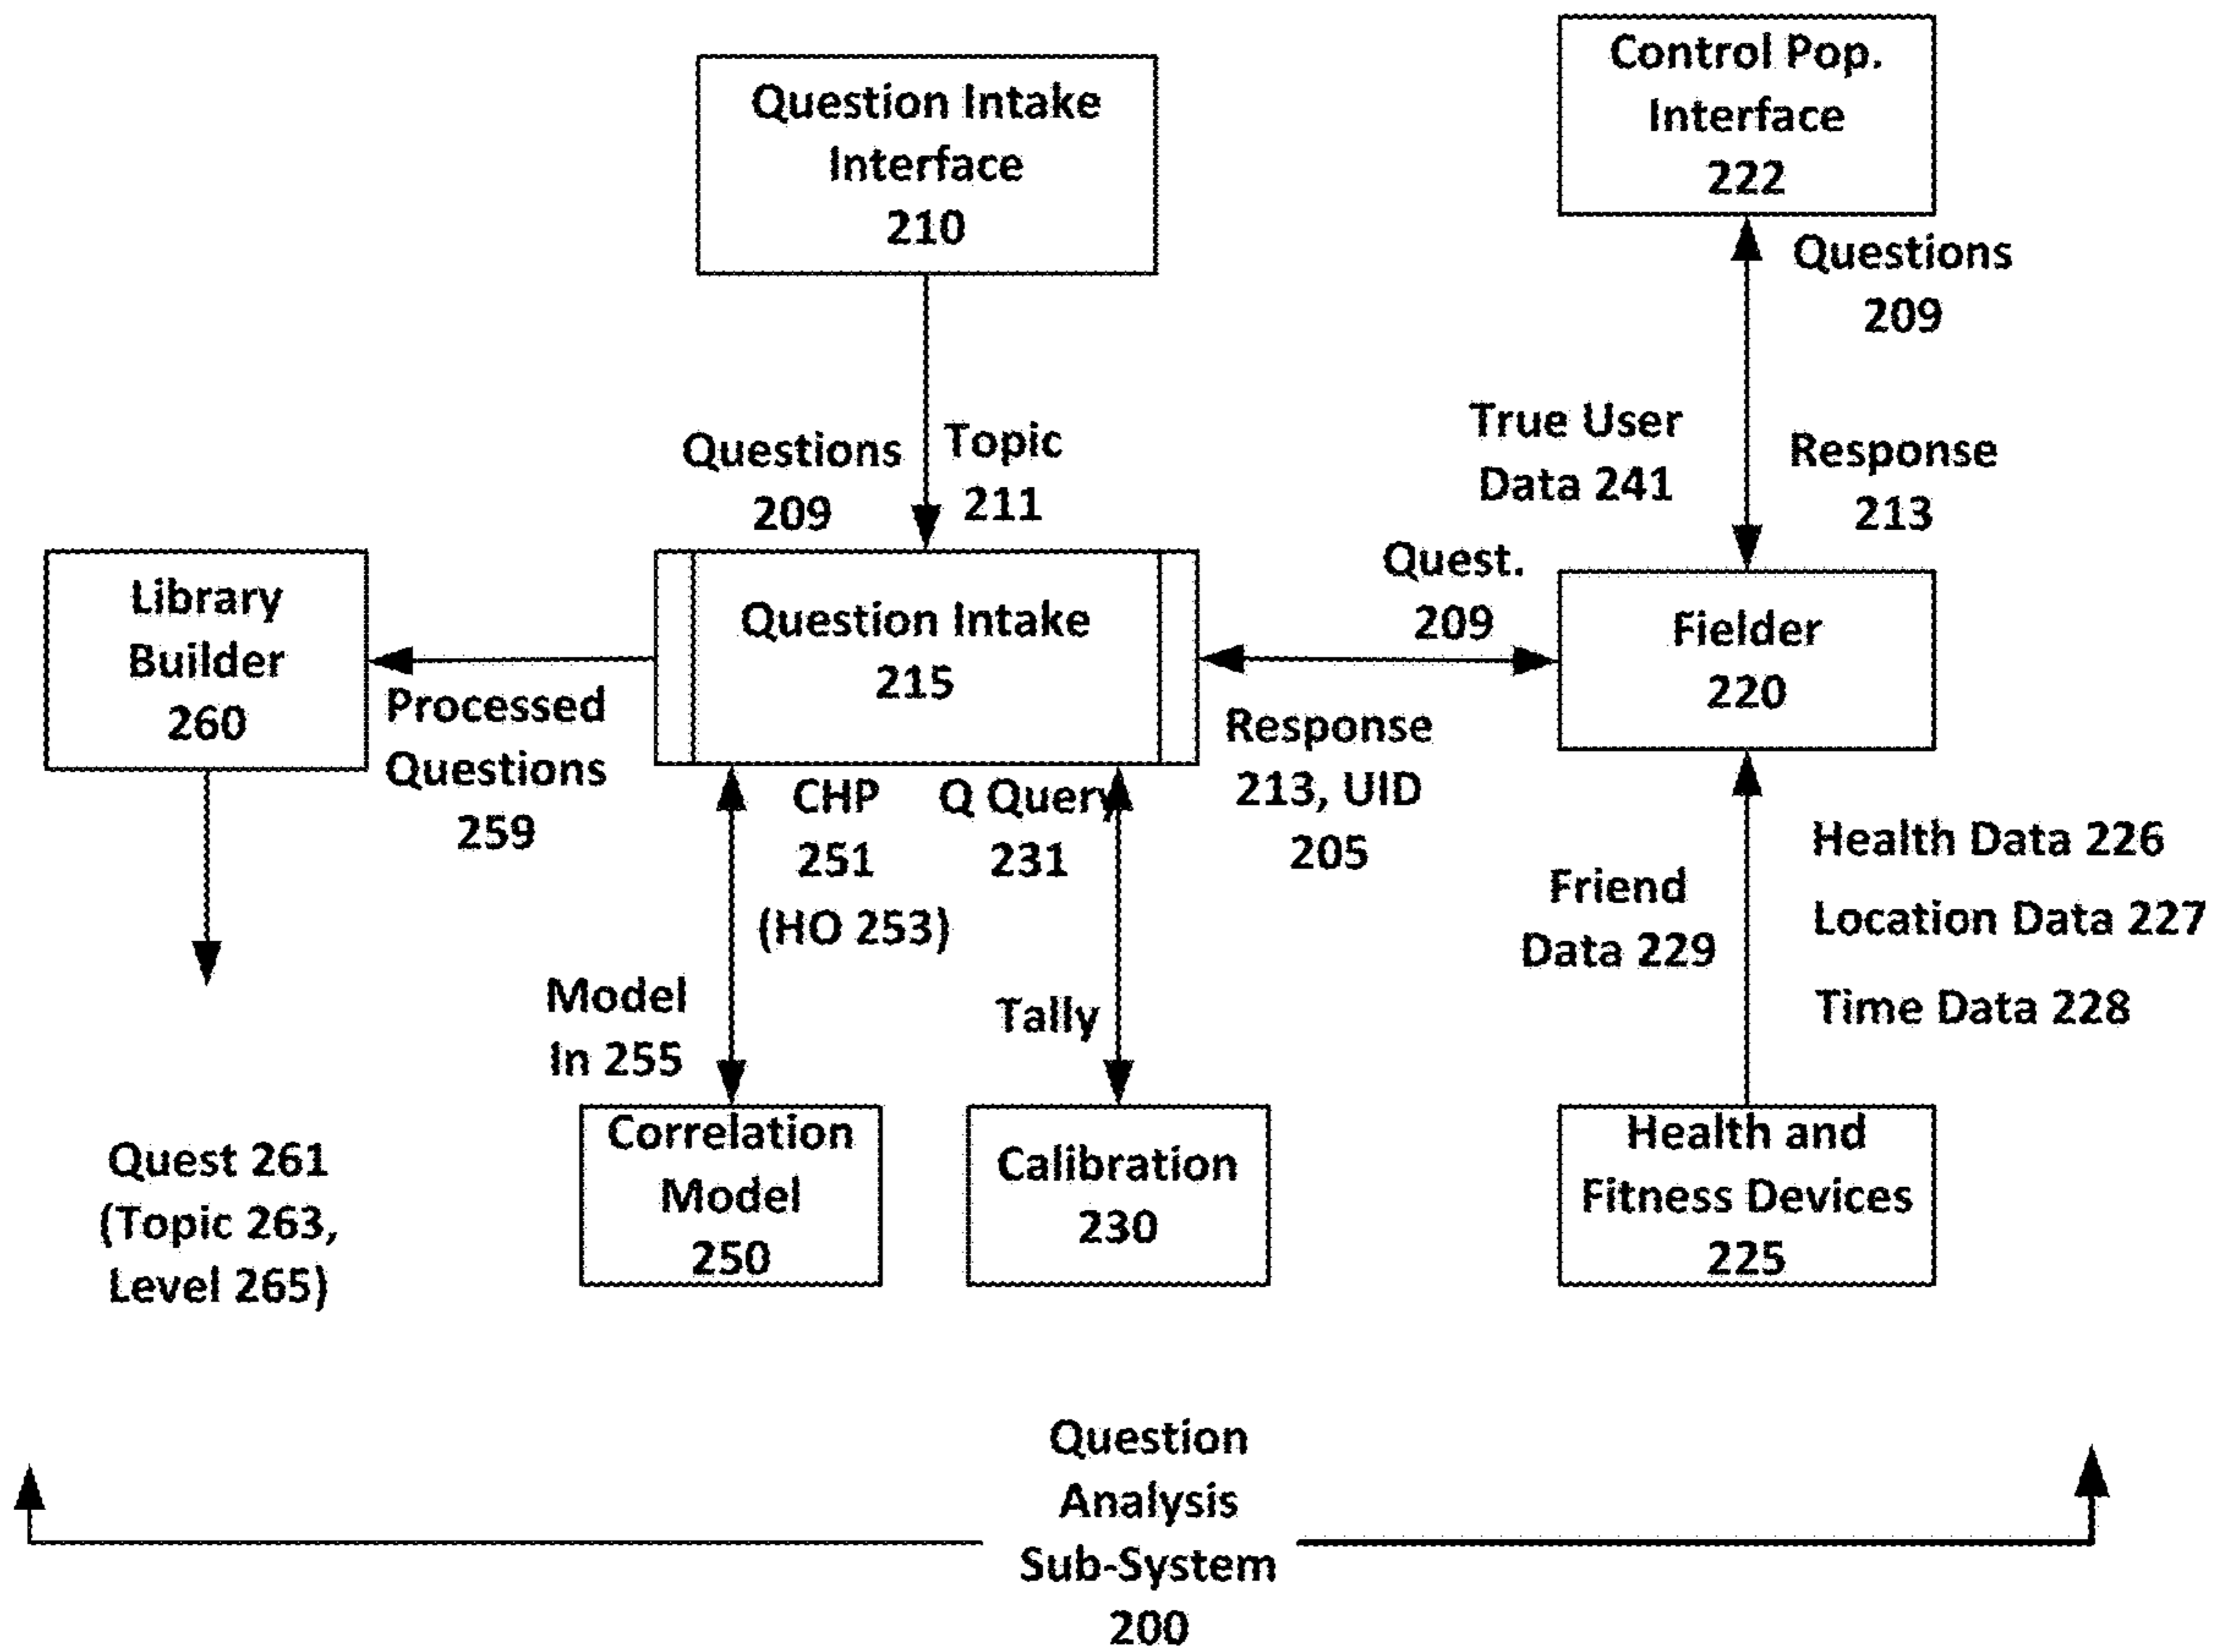 Question Intake
Interface
210
Control Pop.
Interface
222
Questions
209
True User
Data 241
Response
213
Questions
209
Topic
211
Library
Builder
260
Processed
Questions
259
Question Intake
215
Quest.
209
Response
213, UID
205
Fielder
220
CHP
251
(HO 253)
Q Query
231
Model
In 255
Tally
Friend
Data 229
Health Data 226
Location Data 227
Time Data 228
Quest 261
(Topic 263,
Level 265)
Correlation
Model
250
Calibration
230
Health and
Fitness Devices
225
Question
Analysis
Sub-System
200